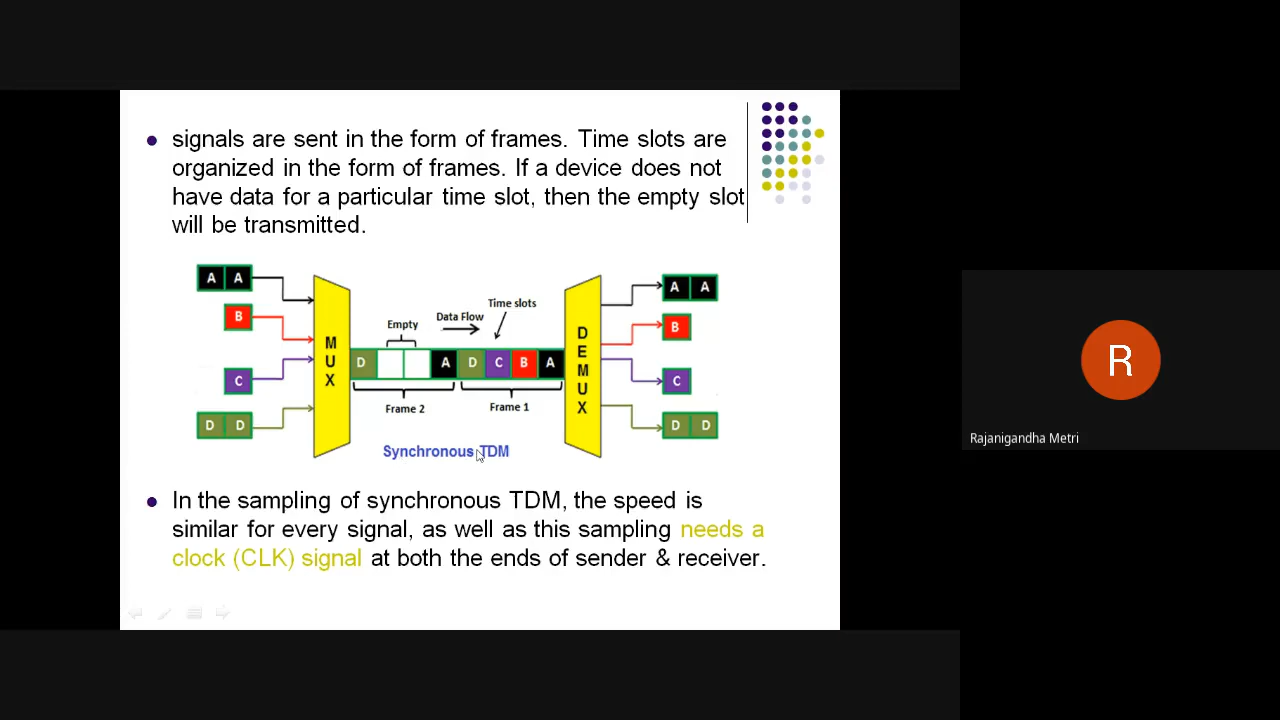 signals are sent in the form of frames. Time slots are
organized in the form of frames. If a device does not
have data for a particular time slot, then the empty slot
will be transmitted.
A A
B
C
D D
MUX
Empty
Data Flow
Time slots
D A D C B A
Frame 2
Frame 1
DEMUX
A A
B
C
D D
Synchronous TDM
In the sampling of synchronous TDM, the speed is
similar for every signal, as well as this sampling needs a
clock (CLK) signal at both the ends of sender & receiver.
R
Rajanigandha Metri